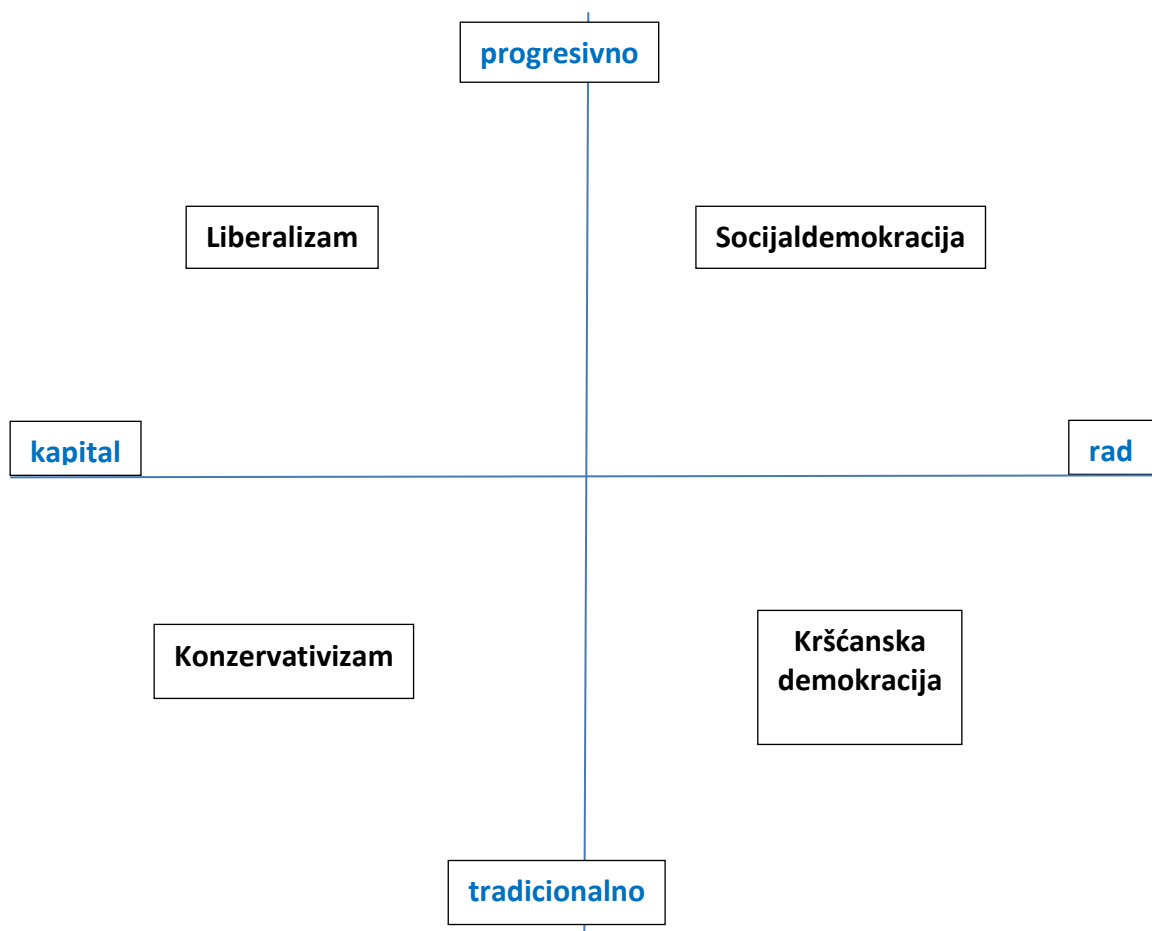 progresivno
Liberalizam
Socijaldemokracija
kapital
rad
Konzervativizam
Kršćanska
demokracija
tradicionalno